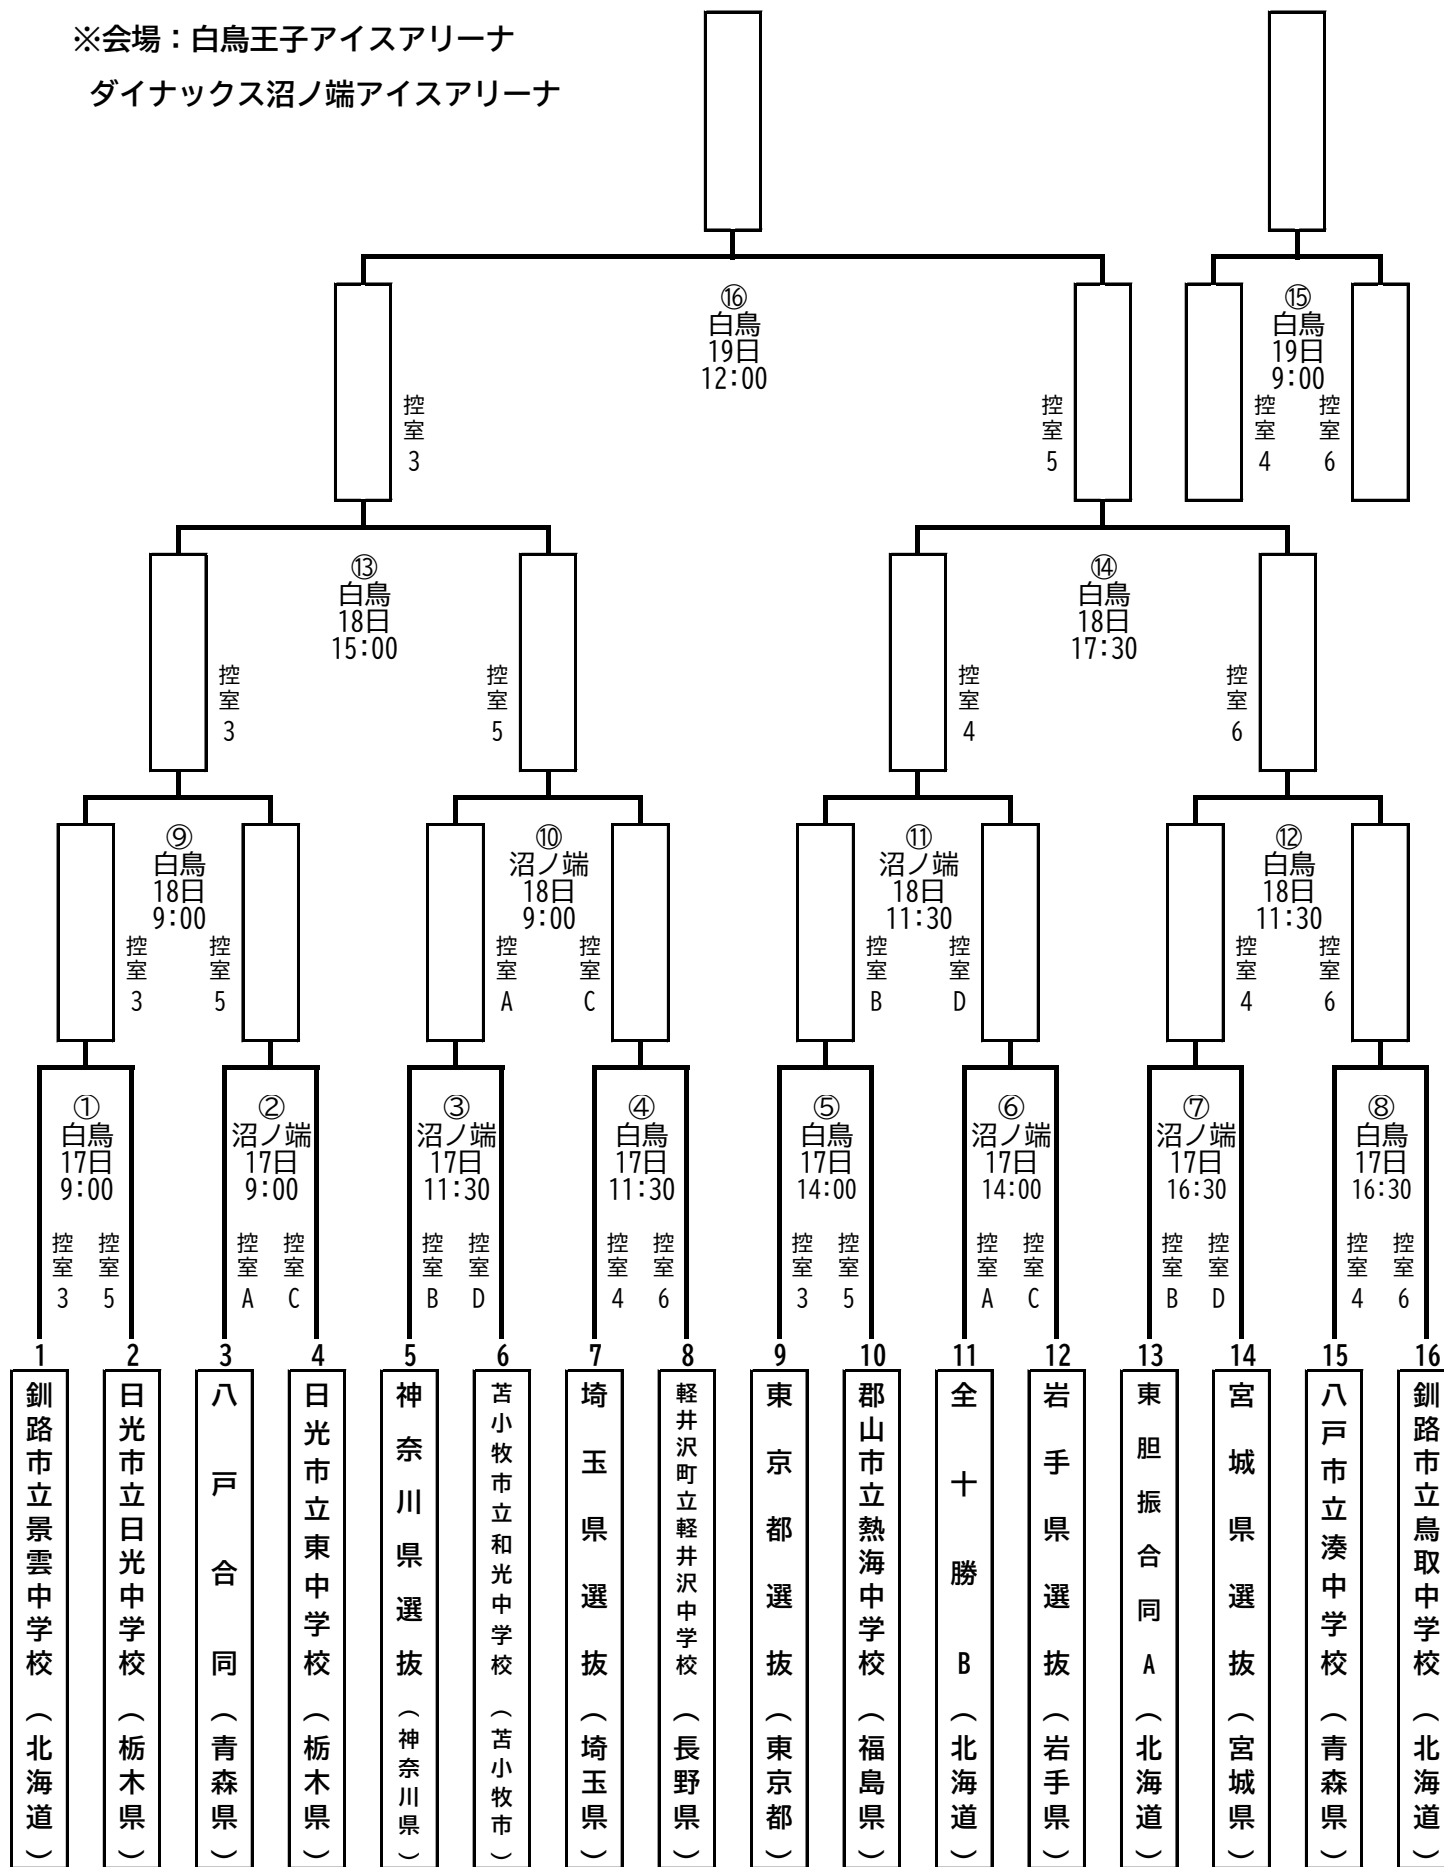 ※会場：白鳥王子アイスアリーナ
ダイナックス沼ノ端アイスアリーナ
⑯
白鳥
19日
12:00
控室3
控室5
⑮
白鳥
19日
9:00
控室4
控室6
⑬
白鳥
18日
15:00
控室3
控室5
⑭
白鳥
18日
17:30
控室4
控室6
⑨
白鳥
18日
9:00
控室3
控室5
⑩
沼ノ端
18日
9:00
控室A
控室C
⑪
沼ノ端
18日
11:30
控室B
控室D
⑫
白鳥
18日
11:30
控室4
控室6
①
白鳥
17日
9:00
控室3
控室5
②
沼ノ端
17日
9:00
控室A
控室C
③
沼ノ端
17日
11:30
控室B
控室D
④
白鳥
17日
11:30
控室4
控室6
⑤
白鳥
17日
14:00
控室3
控室5
⑥
沼ノ端
17日
14:00
控室A
控室C
⑦
沼ノ端
17日
16:30
控室B
控室D
⑧
白鳥
17日
16:30
控室4
控室6
1
釧路市立景雲中学校（北海道）
2
日光市立日光中学校（栃木県）
3
八戸合同（青森県）
4
日光市立東中学校（栃木県）
5
神奈川県選抜（神奈川県）
6
苫小牧市立和光中学校（苫小牧市）
7
埼玉県選抜（埼玉県）
8
軽井沢町立軽井沢中学校（長野県）
9
東京都選抜（東京都）
10
郡山市立熱海中学校（福島県）
11
全十勝B（北海道）
12
岩手県選抜（岩手県）
13
東胆振合同A（北海道）
14
宮城県選抜（宮城県）
15
八戸市立湊中学校（青森県）
16
釧路市立鳥取中学校（北海道）